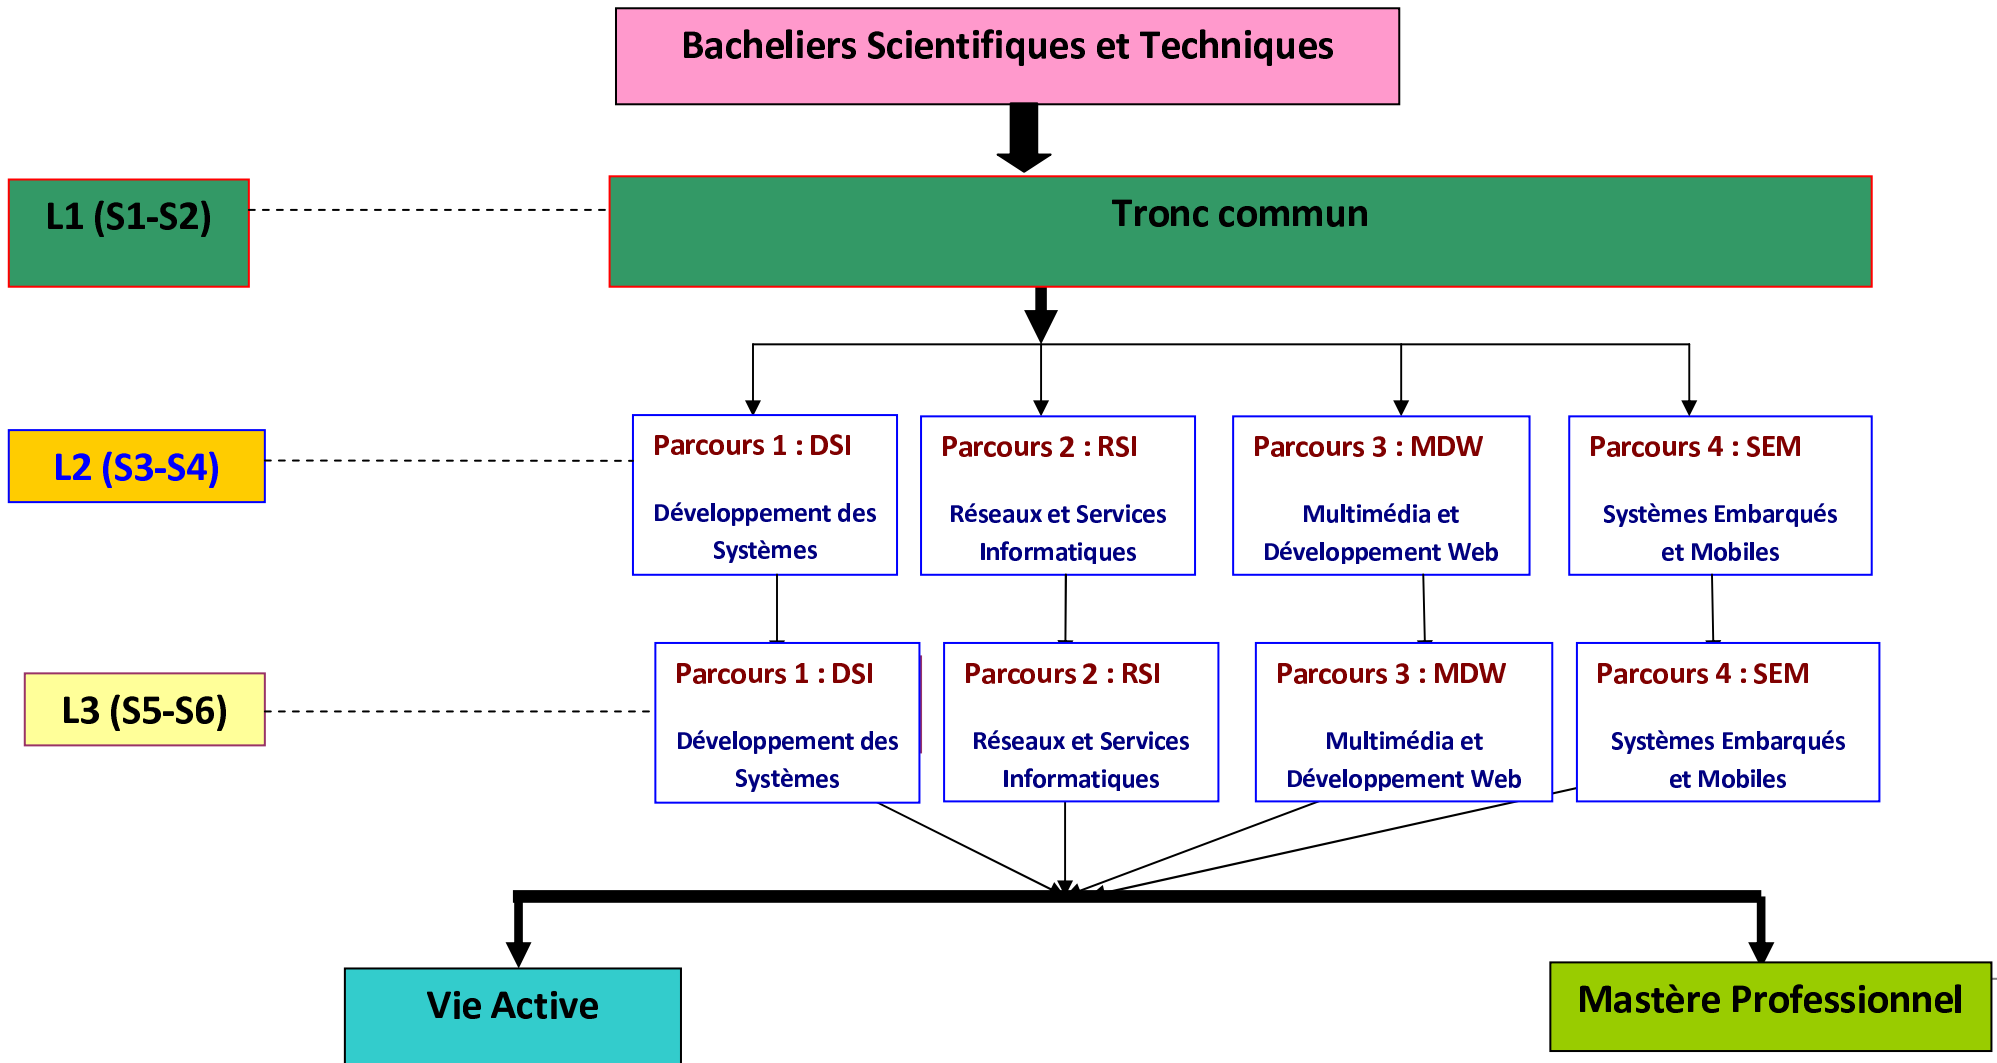 Bacheliers Scientifiques et Techniques
L1 (S1-S2)
Tronc commun
L2 (S3-S4)
Parcours 1 : DSI
Développement des
Systèmes
Parcours 2 : RSI
Réseaux et Services
Informatiques
Parcours 3 : MDW
Multimédia et
Développement Web
Parcours 4 : SEM
Systèmes Embarqués
et Mobiles
L3 (S5-S6)
Parcours 1 : DSI
Développement des
Systèmes
Parcours 2 : RSI
Réseaux et Services
Informatiques
Parcours 3 : MDW
Multimédia et
Développement Web
Parcours 4 : SEM
Systèmes Embarqués
et Mobiles
Vie Active
Mastère Professionnel